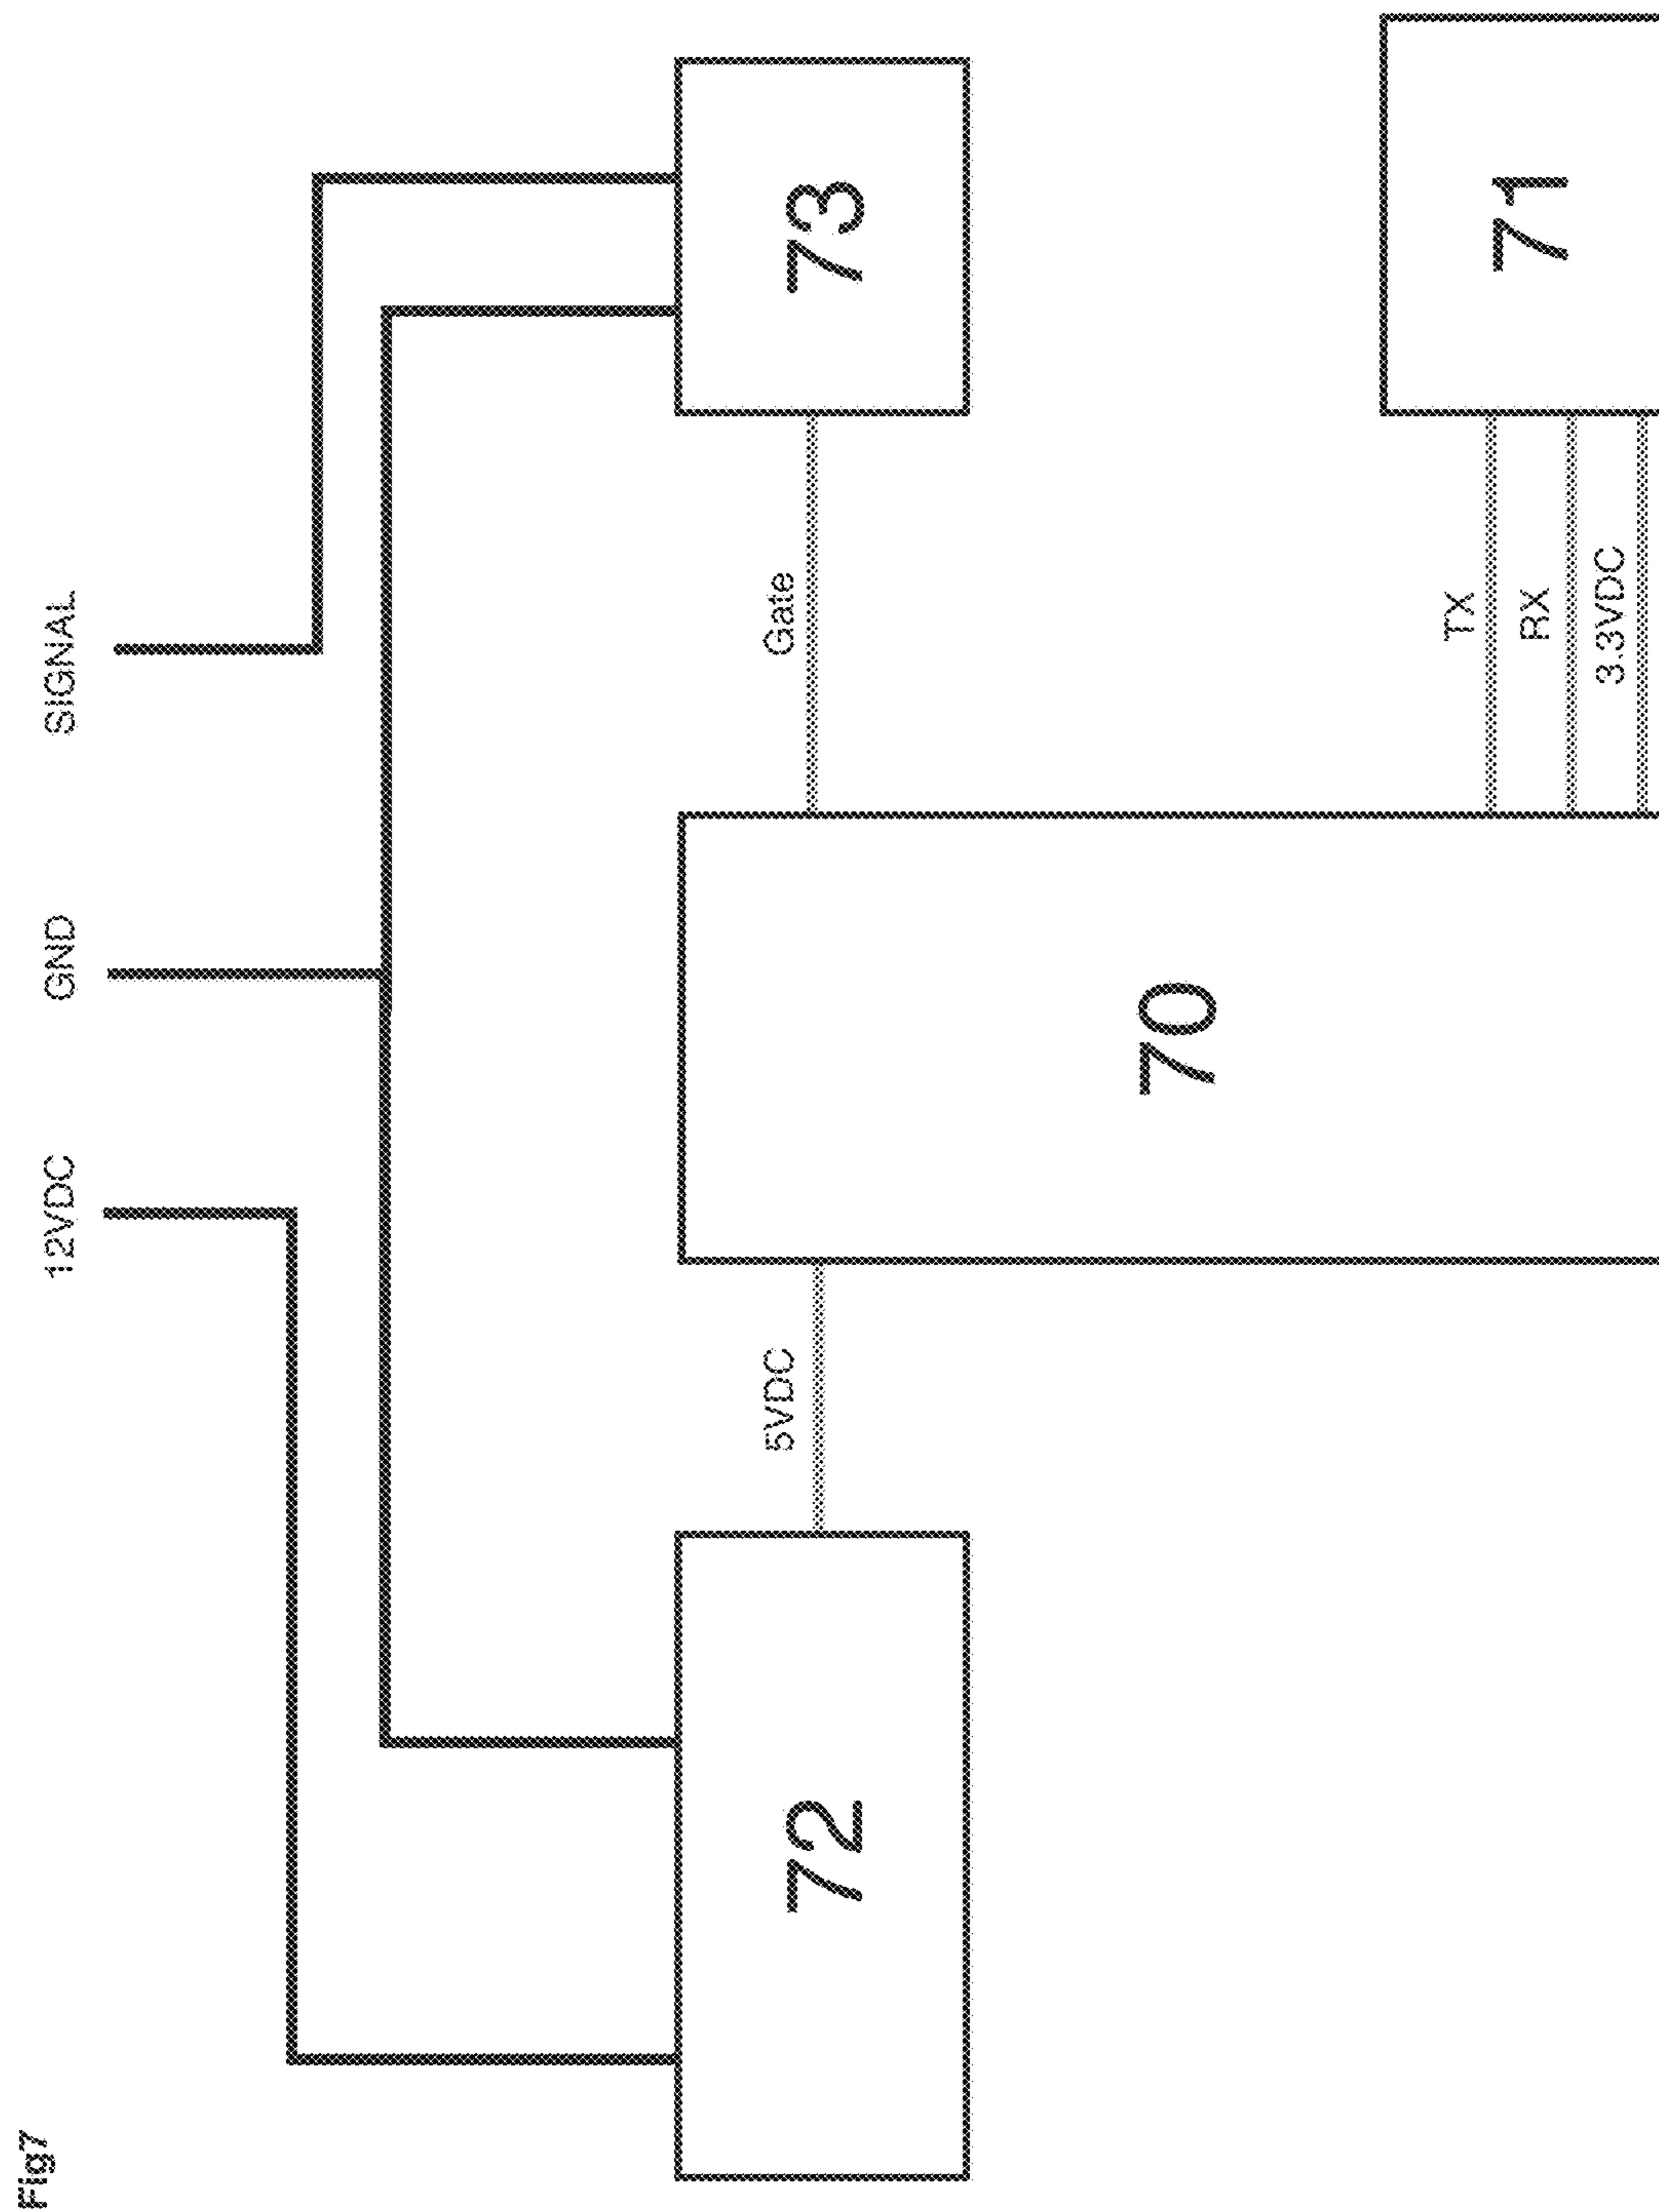 Fig7
12VDC
GND
SIGNAL
72
5VDC
70
Gate
73
TX
RX
3.3VDC
71